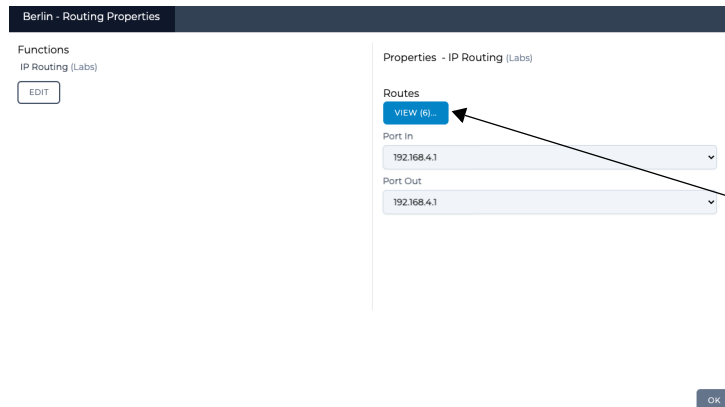 Berlin - Routing Properties
Functions
IP Routing (Labs)
EDIT
Properties - IP Routing (Labs)
Routes
VIEW (6)...
Port In
192.168.4.1
Port Out
192.168.4.1
OK